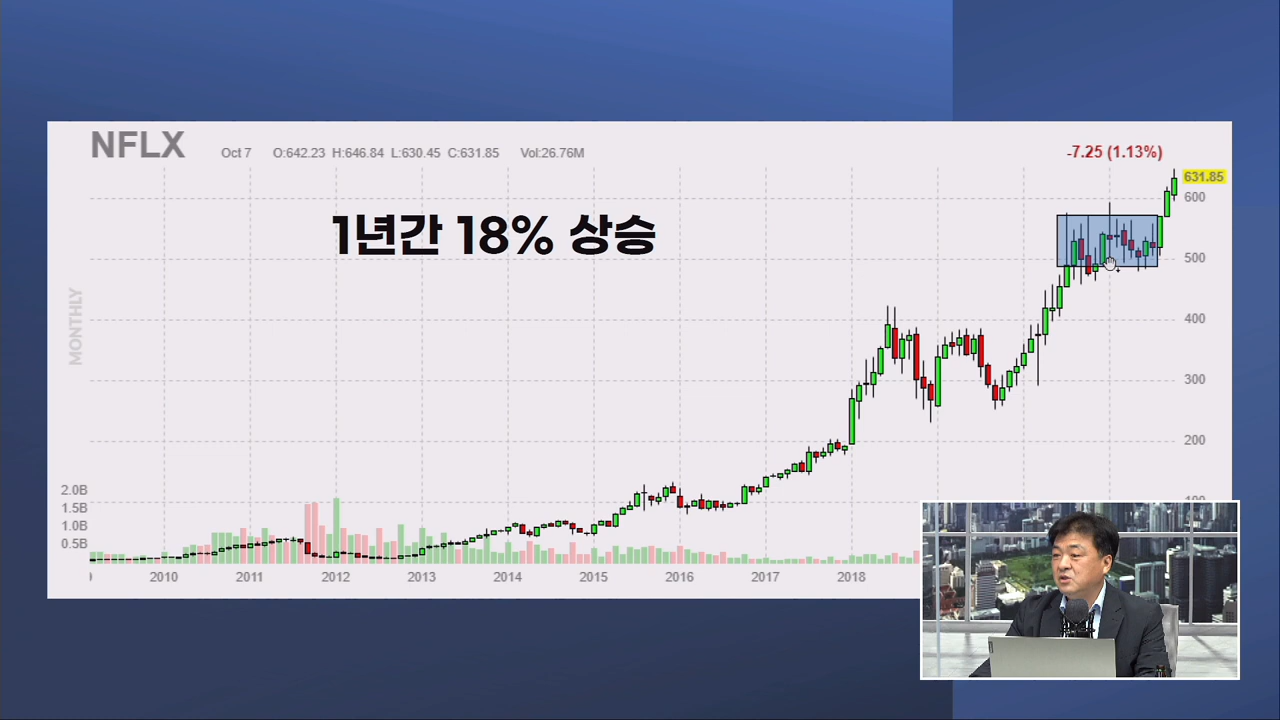 NFLX
Oct 7 O:642.23 H:646.84 L:630.45 C:631.85 Vol:26.76M
-7.25 (1.13%)
631.85
600
1년간 18% 상승
500
MONTHLY
400
300
200
2.0B
1.5B
1.0B
0.5B
2010 2011 2012 2013 2014 2015 2016 2017 2018